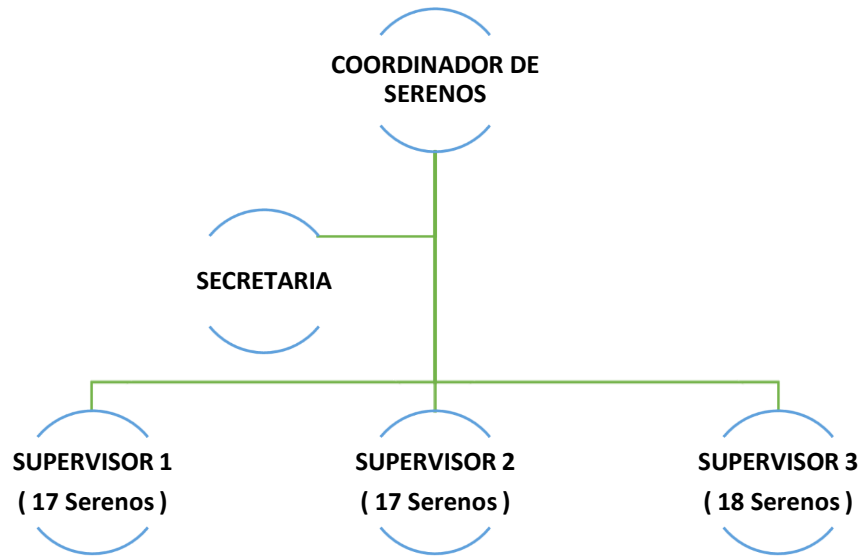 COORDINADOR DE
SERENOS
SECRETARIA
SUPERVISOR 1
( 17 Serenos )
SUPERVISOR 2
( 17 Serenos )
SUPERVISOR 3
( 18 Serenos )